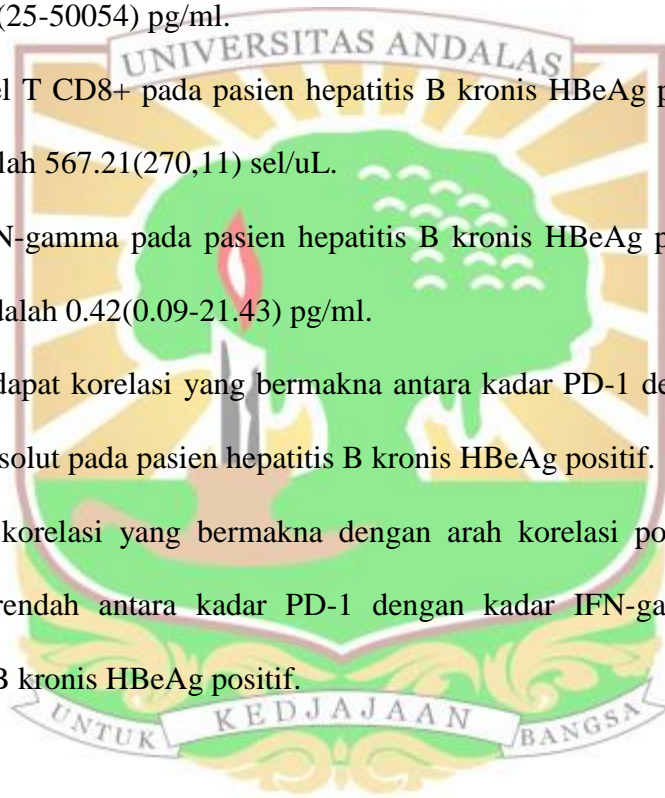 (25-50054) pg/ml.
UNIVERSITAS ANDALAS
el T CD8+ pada pasien hepatitis B kronis HBeAg p
lah 567.21(270,11) sel/uL.
N-gamma pada pasien hepatitis B kronis HBeAg p
dalah 0.42(0.09-21.43) pg/ml.
dapat korelasi yang bermakna antara kadar PD-1 de
solut pada pasien hepatitis B kronis HBeAg positif.
korelasi yang bermakna dengan arah korelasi po
rendah antara kadar PD-1 dengan kadar IFN-ga
B kronis HBeAg positif.
UNTUK KEDJAJAAN BANGSA